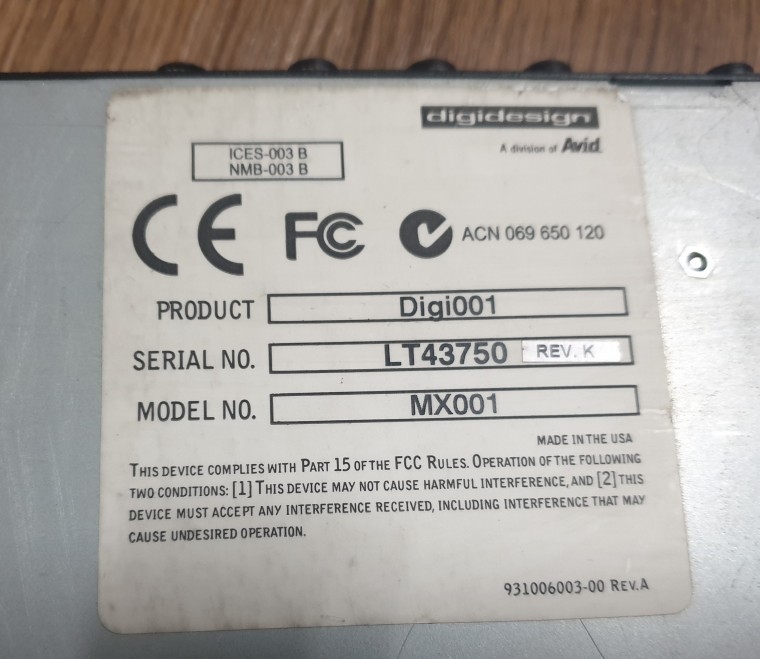 digidesign
A division of Avid
ICES-003 B
NMB-003 B
CE FC ACN 069 650 120
PRODUCT Digi001
SERIAL NO. LT43750 REV. K
MODEL NO. MX001
MADE IN THE USA
THIS DEVICE COMPLIES WITH PART 15 OF THE FCC RULES. OPERATION OF THE FOLLOWING
TWO CONDITIONS: [1] THIS DEVICE MAY NOT CAUSE HARMFUL INTERFERENCE, AND [2] THIS
DEVICE MUST ACCEPT ANY INTERFERENCE RECEIVED, INCLUDING INTERFERENCE THAT MAY
CAUSE UNDESIRED OPERATION.
931006003-00 REV.A